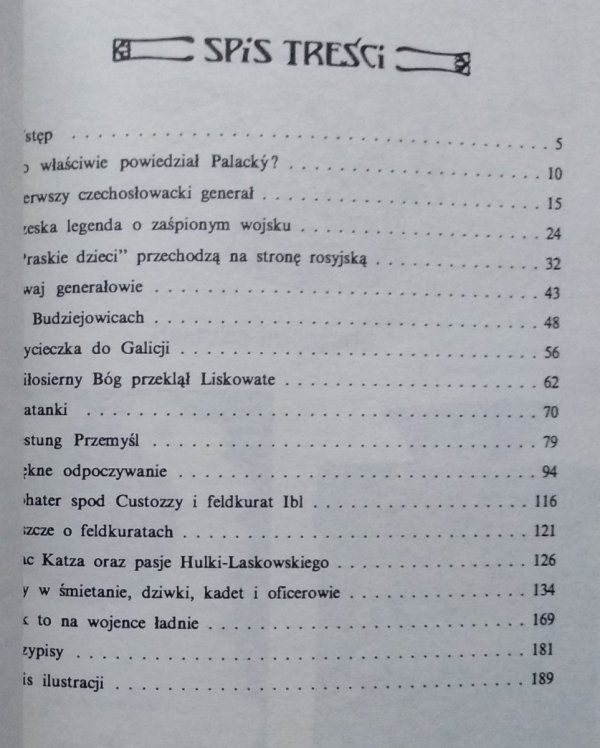 SPiS TREŚCi
stęp . . . . . . . . . . . . . . . . . . . . . . . . . . . . . . 5
właściwie powiedział Palacký? . . . . . . . . . . . . . . . . 10
erwszy czechosłowacki generał . . . . . . . . . . . . . . . . . 15
zeska legenda o zaśpionym wojsku . . . . . . . . . . . . . . . 24
raskie dzieci” przechodzą na stronę rosyjską . . . . . . . . . . 32
waj generałowie . . . . . . . . . . . . . . . . . . . . . . . . 43
Budziejowicach . . . . . . . . . . . . . . . . . . . . . . . . 48
ycieczka do Galicji . . . . . . . . . . . . . . . . . . . . . . 56
iłosierny Bóg przeklął Liskowate . . . . . . . . . . . . . . . 62
atanki . . . . . . . . . . . . . . . . . . . . . . . . . . . . 70
stung Przemyśl . . . . . . . . . . . . . . . . . . . . . . . . 79
ękne odpoczywanie . . . . . . . . . . . . . . . . . . . . . . . 94
hater spod Custozzy i feldkurat Ibl . . . . . . . . . . . . . . 116
szcze o feldkuratach . . . . . . . . . . . . . . . . . . . . . 121
c Katza oraz pasje Hulki-Laskowskiego . . . . . . . . . . . . . 126
y w śmietanie, dziwki, kadet i oficerowie . . . . . . . . . . . 134
k to na wojence ładnie . . . . . . . . . . . . . . . . . . . . 169
zypisy . . . . . . . . . . . . . . . . . . . . . . . . . . . . 181
is ilustracji . . . . . . . . . . . . . . . . . . . . . . . . . 189